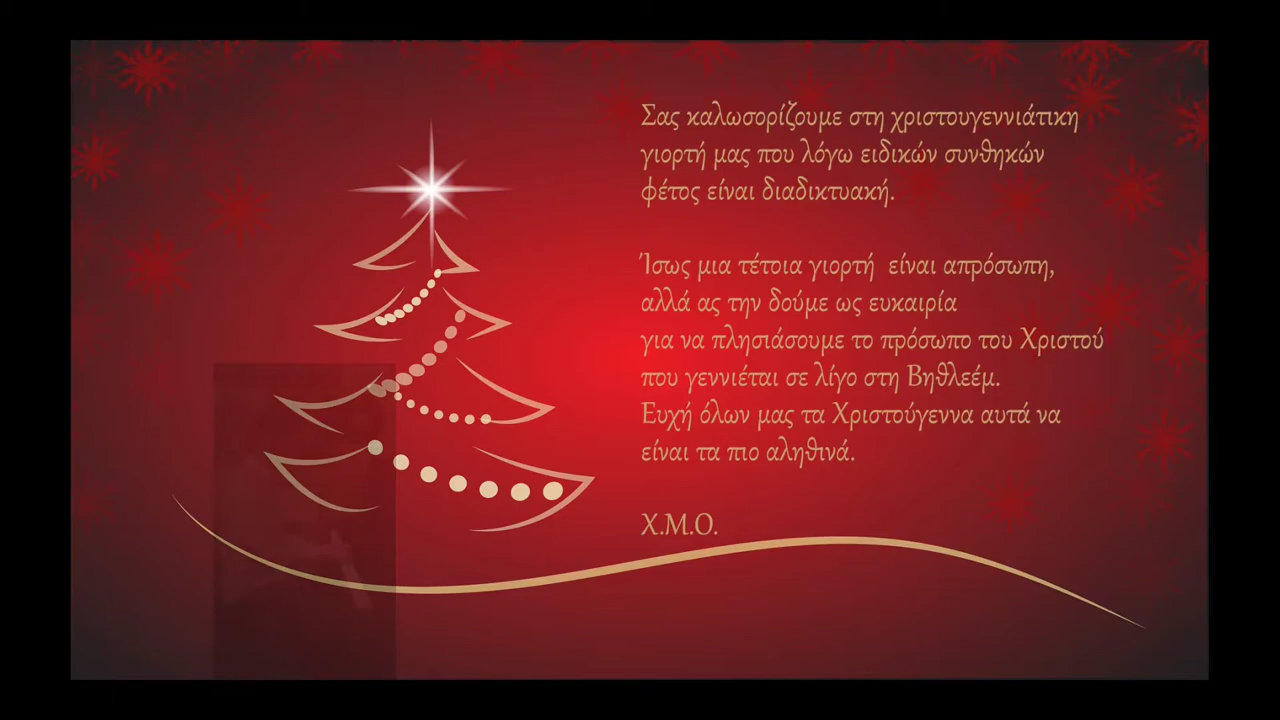 Σας καλωσορίζουμε στη χριστουγεννιάτικη
γιορτή μας που λόγω ειδικών συνθηκών
φέτος είναι διαδικτυακή.
Ίσως μια τέτοια γιορτή είναι απρόσωπη,
αλλά ας την δούμε ως ευκαιρία
για να πλησιάσουμε το πρόσωπο του Χριστού
που γεννιέται σε λίγο στη Βηθλεέμ.
Ευχή όλων μας τα Χριστούγεννα αυτά να
είναι τα πιο αληθινά.
Χ.Μ.Ο.